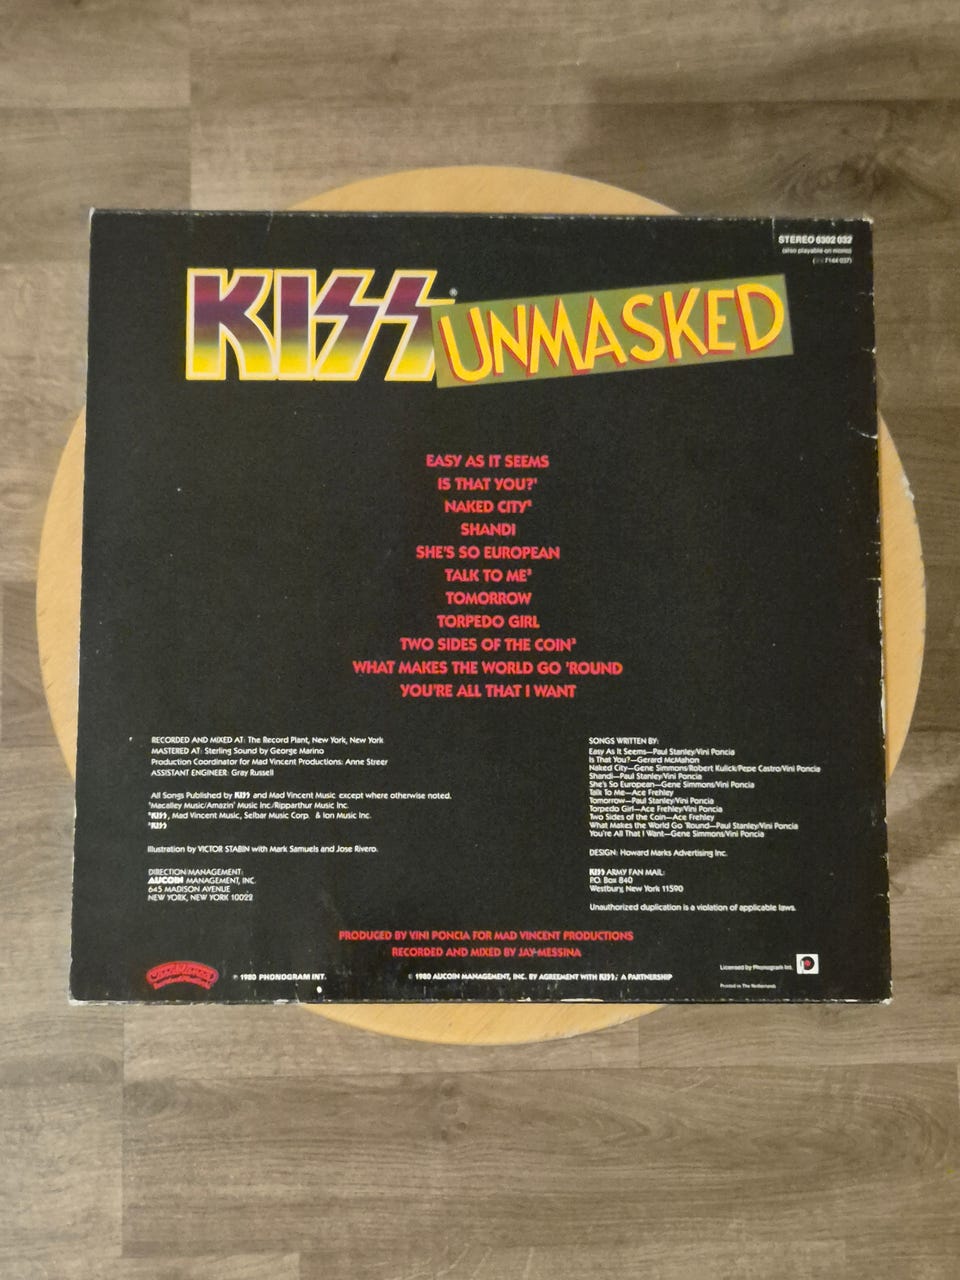 STEREO 6302 032
(also playable on mono)
7144 037)
KISS® UNMASKED
EASY AS IT SEEMS
IS THAT YOU?¹
NAKED CITY²
SHANDI
SHE'S SO EUROPEAN
TALK TO ME³
TOMORROW
TORPEDO GIRL
TWO SIDES OF THE COIN³
WHAT MAKES THE WORLD GO 'ROUND
YOU'RE ALL THAT I WANT
RECORDED AND MIXED AT: The Record Plant, New York, New York
MASTERED AT: Sterling Sound by George Marino
Production Coordinator for Mad Vincent Productions: Anne Streer
ASSISTANT ENGINEER: Gray Russell
All Songs Published by KISS and Mad Vincent Music except where otherwise noted.
¹Macalley Music/Amazin' Music Inc./Ripparthur Music Inc.
²KISS, Mad Vincent Music, Selbar Music Corp. & Ion Music Inc.
³KISS
Illustration by VICTOR STABIN with Mark Samuels and Jose Rivero.
DIRECTION/MANAGEMENT:
AUCOIN MANAGEMENT, INC.
645 MADISON AVENUE
NEW YORK, NEW YORK 10022
SONGS WRITTEN BY:
Easy As It Seems—Paul Stanley/Vini Poncia
Is That You?—Gerard McMahon
Naked City—Gene Simmons/Robert Kulick/Pepe Castro/Vini Poncia
Shandi—Paul Stanley/Vini Poncia
She's So European—Gene Simmons/Vini Poncia
Talk To Me—Ace Frehley
Tomorrow—Paul Stanley/Vini Poncia
Torpedo Girl—Ace Frehley/Vini Poncia
Two Sides of the Coin—Ace Frehley
What Makes the World Go 'Round—Paul Stanley/Vini Poncia
You're All That I Want—Gene Simmons/Vini Poncia
DESIGN: Howard Marks Advertising Inc.
KISS ARMY FAN MAIL:
P.O. Box 840
Westbury, New York 11590
Unauthorized duplication is a violation of applicable laws.
PRODUCED BY VINI PONCIA FOR MAD VINCENT PRODUCTIONS
RECORDED AND MIXED BY JAY MESSINA
Casablanca
℗ 1980 PHONOGRAM INT.
© 1980 AUCOIN MANAGEMENT, INC. BY AGREEMENT WITH KISS, A PARTNERSHIP
Licensed by Phonogram Int.
Printed in The Netherlands